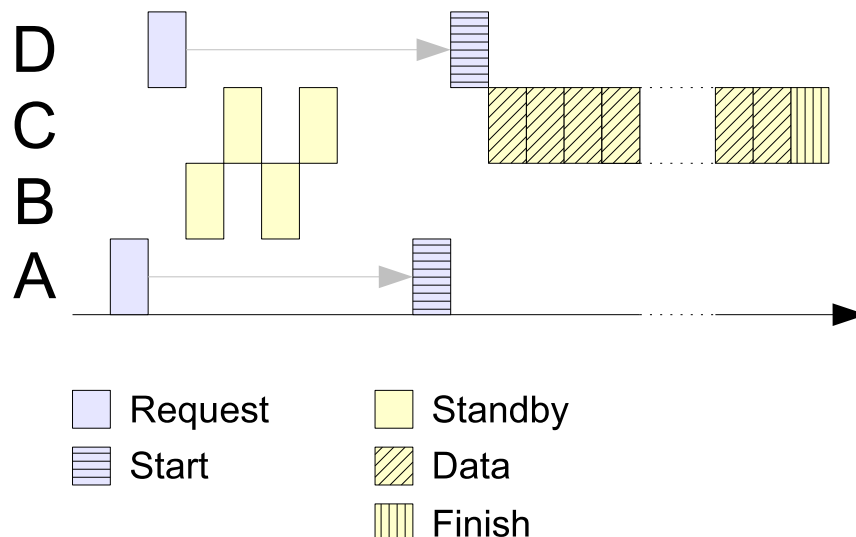 D
C
B
A
Request
Standby
Start
Data
Finish